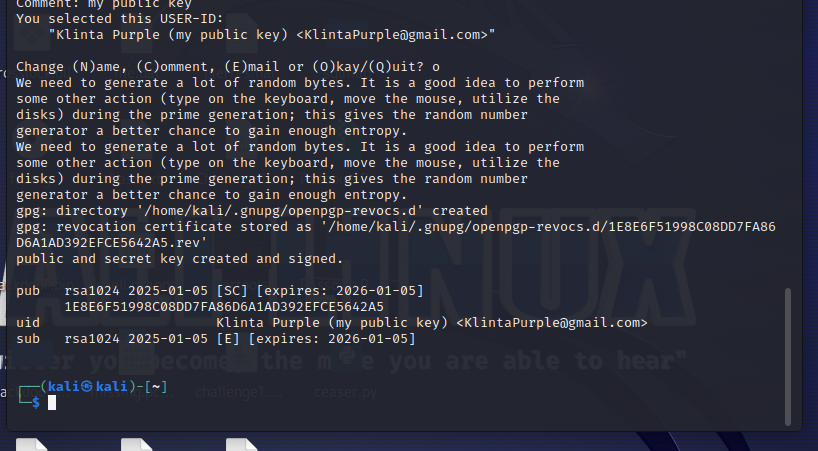 Comment: my public key
You selected this USER-ID:
    "Klinta Purple (my public key) <KlintaPurple@gmail.com>"

Change (N)ame, (C)omment, (E)mail or (O)kay/(Q)uit? o
We need to generate a lot of random bytes. It is a good idea to perform
some other action (type on the keyboard, move the mouse, utilize the
disks) during the prime generation; this gives the random number
generator a better chance to gain enough entropy.
We need to generate a lot of random bytes. It is a good idea to perform
some other action (type on the keyboard, move the mouse, utilize the
disks) during the prime generation; this gives the random number
generator a better chance to gain enough entropy.
gpg: directory '/home/kali/.gnupg/openpgp-revocs.d' created
gpg: revocation certificate stored as '/home/kali/.gnupg/openpgp-revocs.d/1E8E6F51998C08DD7FA86
D6A1AD392EFCE5642A5.rev'
public and secret key created and signed.

pub   rsa1024 2025-01-05 [SC] [expires: 2026-01-05]
      1E8E6F51998C08DD7FA86D6A1AD392EFCE5642A5
uid                      Klinta Purple (my public key) <KlintaPurple@gmail.com>
sub   rsa1024 2025-01-05 [E] [expires: 2026-01-05]

you become, the more you are able to hear"
┌──(kali㉿kali)-[~]
└─$
challenge1.... ceaser.py